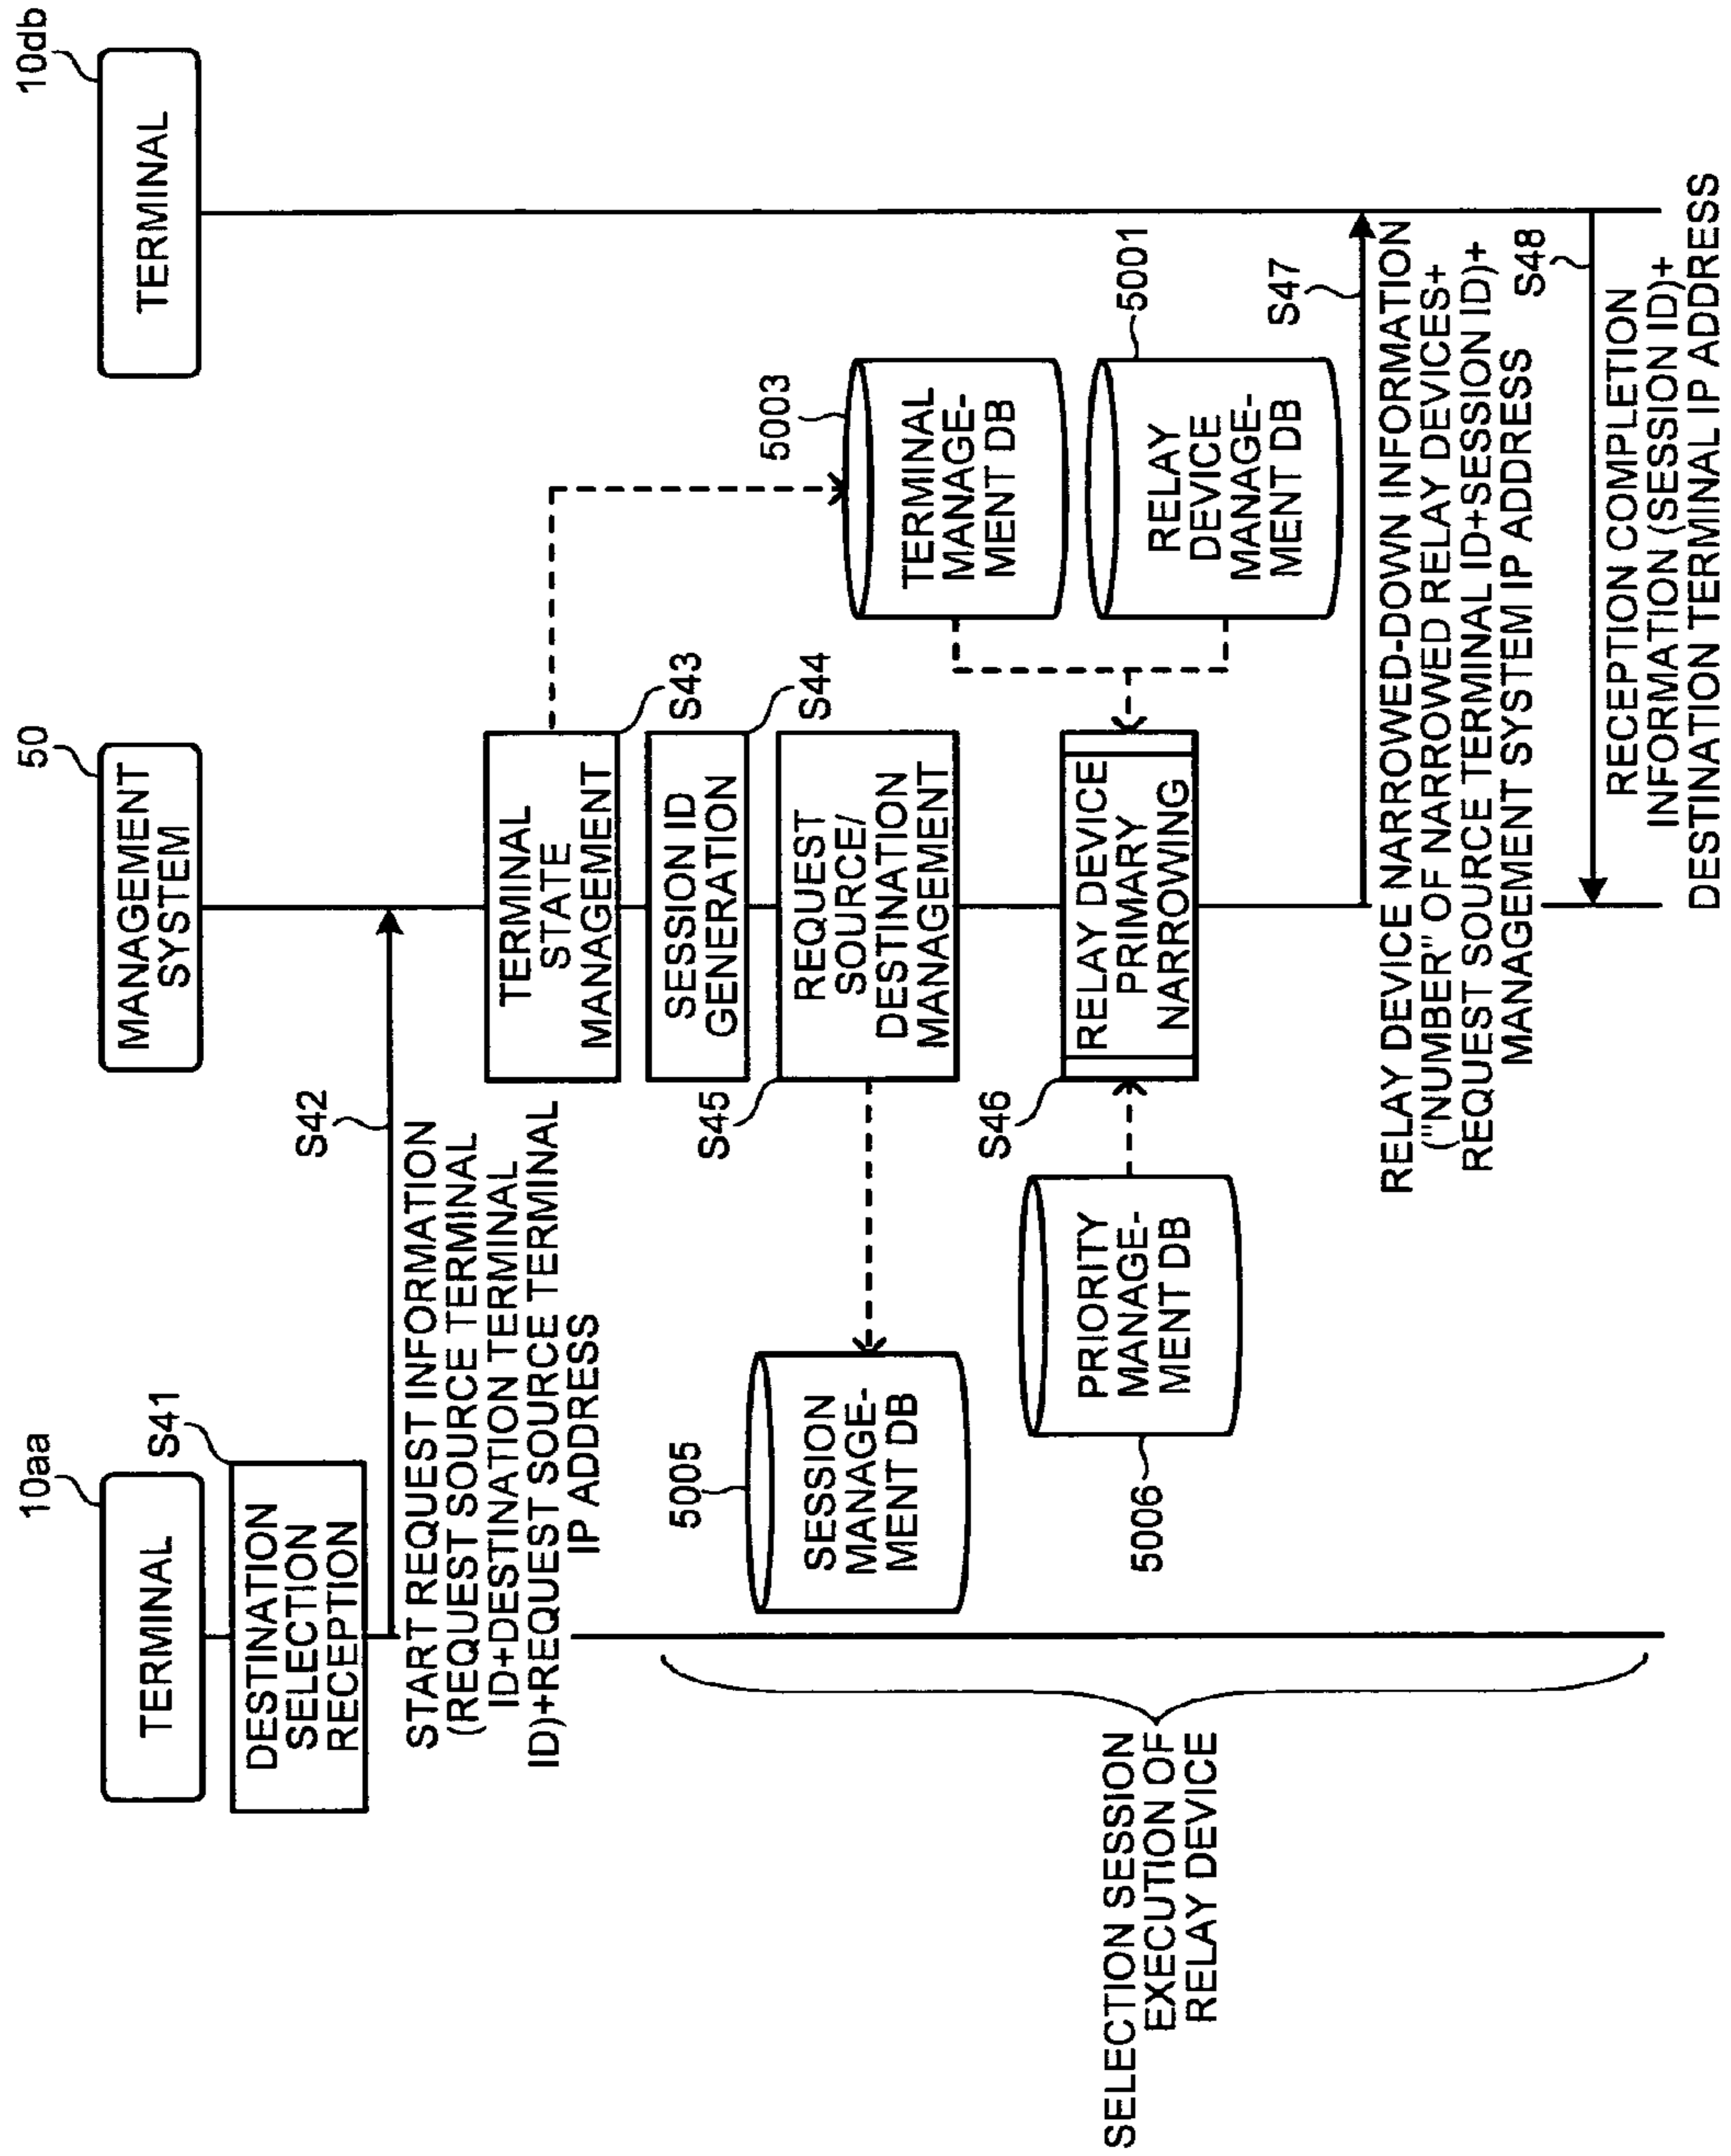 10aa
TERMINAL
50
MANAGEMENT
SYSTEM
10db
TERMINAL
S41
DESTINATION
SELECTION
RECEPTION
S42
START REQUEST INFORMATION
(REQUEST SOURCE TERMINAL
ID+DESTINATION TERMINAL
ID)+REQUEST SOURCE TERMINAL
IP ADDRESS
TERMINAL
STATE
MANAGEMENT
S43
SESSION ID
GENERATION
S44
S45
REQUEST
SOURCE/
DESTINATION
MANAGEMENT
5003
TERMINAL
MANAGE-
MENT DB
5001
RELAY
DEVICE
MANAGE-
MENT DB
5005
SESSION
MANAGE-
MENT DB
S46
RELAY DEVICE
PRIMARY
NARROWING
PRIORITY
MANAGE-
MENT DB
5006
SELECTION SESSION
EXECUTION OF
RELAY DEVICE
S47
RELAY DEVICE NARROWED-DOWN INFORMATION
("NUMBER" OF NARROWED RELAY DEVICES+
REQUEST SOURCE TERMINAL ID+SESSION ID)+
MANAGEMENT SYSTEM IP ADDRESS
S48
RECEPTION COMPLETION
INFORMATION (SESSION ID)+
DESTINATION TERMINAL IP ADDRESS